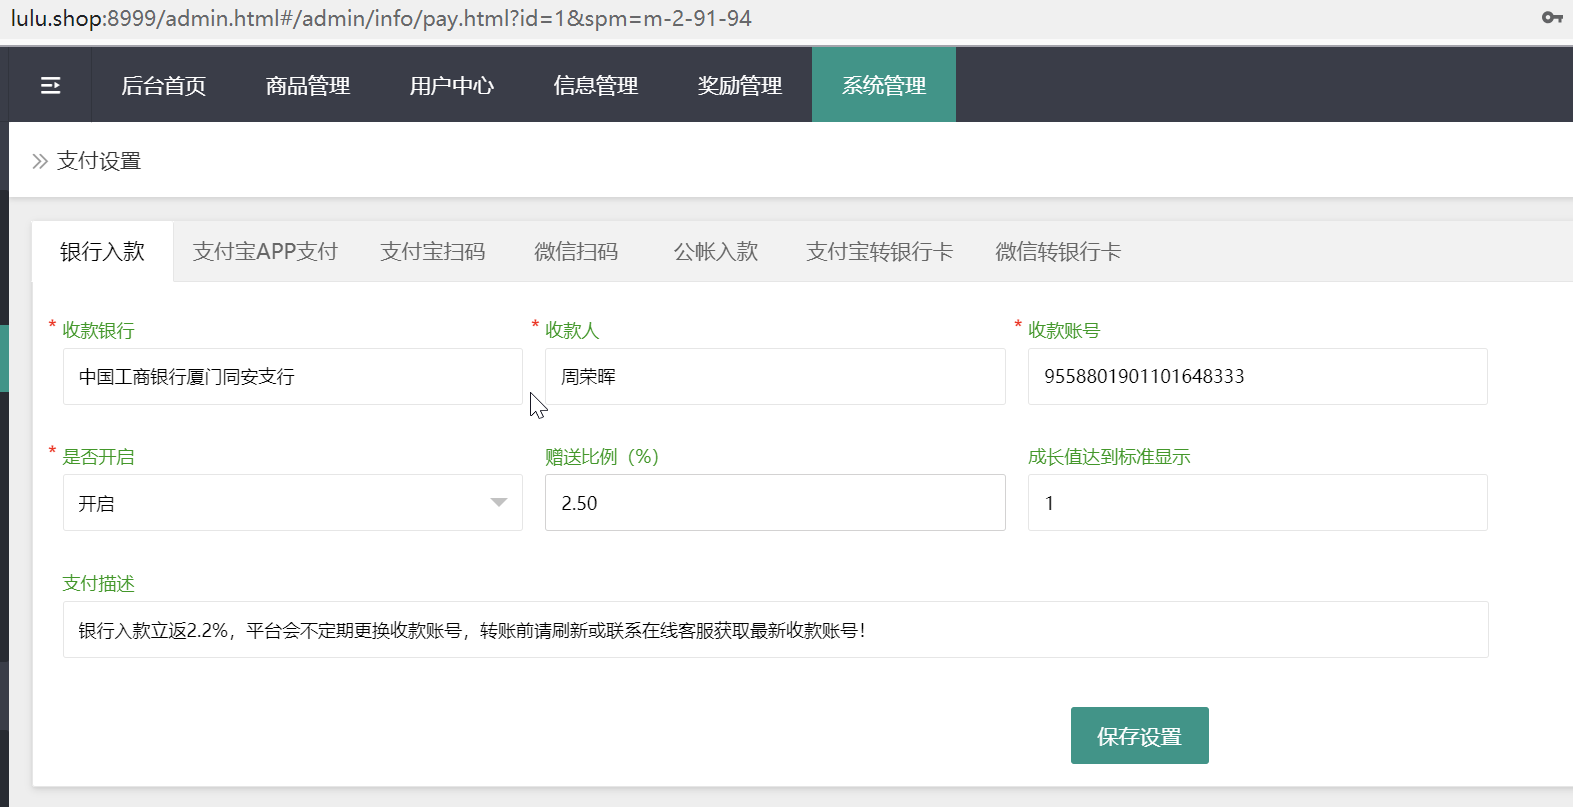 lulu.shop:8999/admin.html#/admin/info/pay.html?id=1&spm=m-2-91-94
后台首页 商品管理 用户中心 信息管理 奖励管理 系统管理
支付设置
银行入款 支付宝APP支付 支付宝扫码 微信扫码 公帐入款 支付宝转银行卡 微信转银行卡
* 收款银行 * 收款人 * 收款账号
中国工商银行厦门同安支行 周荣晖 9558801901101648333
* 是否开启 赠送比例（%） 成长值达到标准显示
开启 2.50 1
支付描述
银行入款立返2.2%，平台会不定期更换收款账号，转账前请刷新或联系在线客服获取最新收款账号！
保存设置